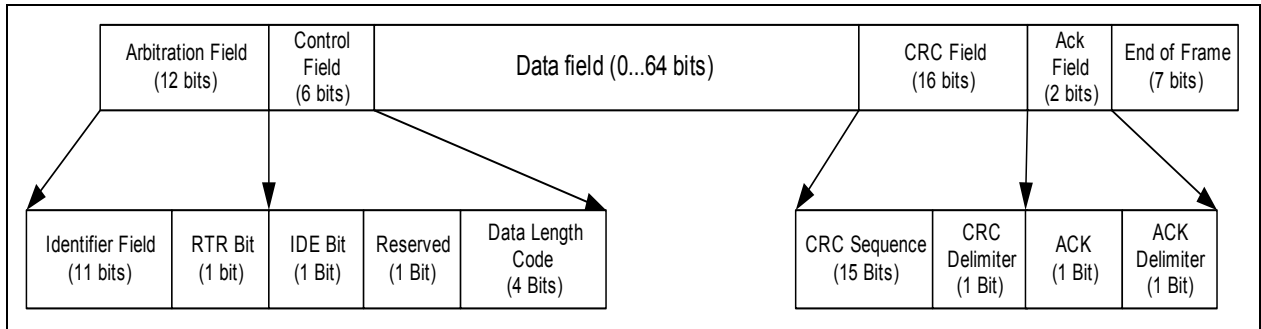 Arbitration Field
(12 bits)
Control
Field
(6 bits)
Data field (0...64 bits)
CRC Field
(16 bits)
Ack
Field
(2 bits)
End of Frame
(7 bits)
Identifier Field
(11 bits)
RTR Bit
(1 bit)
IDE Bit
(1 Bit)
Reserved
(1 Bit)
Data Length
Code
(4 Bits)
CRC Sequence
(15 Bits)
CRC
Delimiter
(1 Bit)
ACK
(1 Bit)
ACK
Delimiter
(1 Bit)